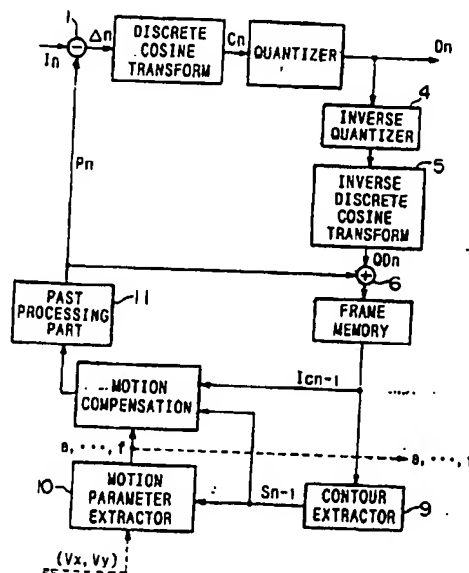 1
Δn
In
DISCRETE
COSINE
TRANSFORM
Cn
QUANTIZER
Dn
4
INVERSE
QUANTIZER
5
INVERSE
DISCRETE
COSINE
TRANSFORM
Pn
QDn
6
FRAME
MEMORY
11
PAST
PROCESSING
PART
Icn-1
MOTION
COMPENSATION
a, ···, f
a, ···, f
10
MOTION
PARAMETER
EXTRACTOR
Sn-1
CONTOUR
EXTRACTOR
9
(Vx, Vy)